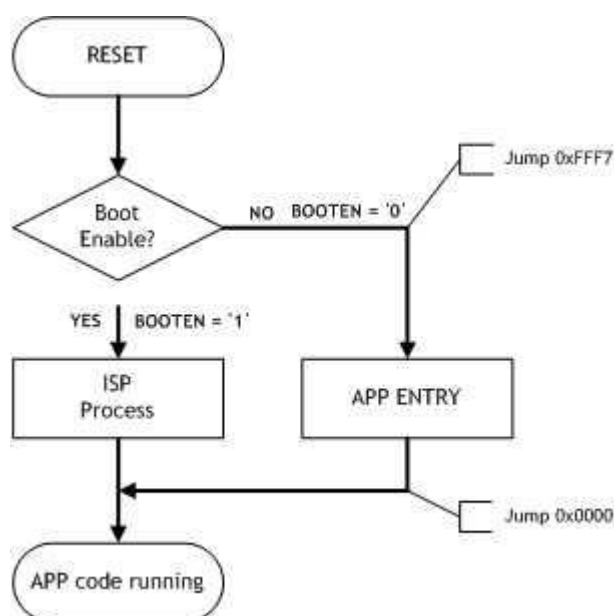 RESET
Jump 0xFFF7
Boot
Enable?
NO BOOTEN = '0'
YES BOOTEN = '1'
ISP
Process
APP ENTRY
Jump 0x0000
APP code running